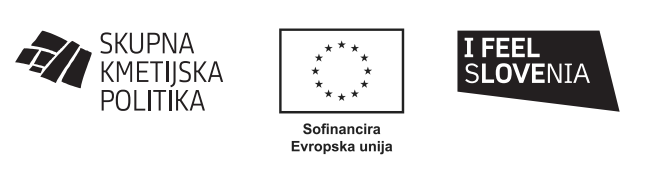 SKUPNA
KMETIJSKA
POLITIKA
Sofinancira
Evropska unija
I FEEL
SLOVENIA